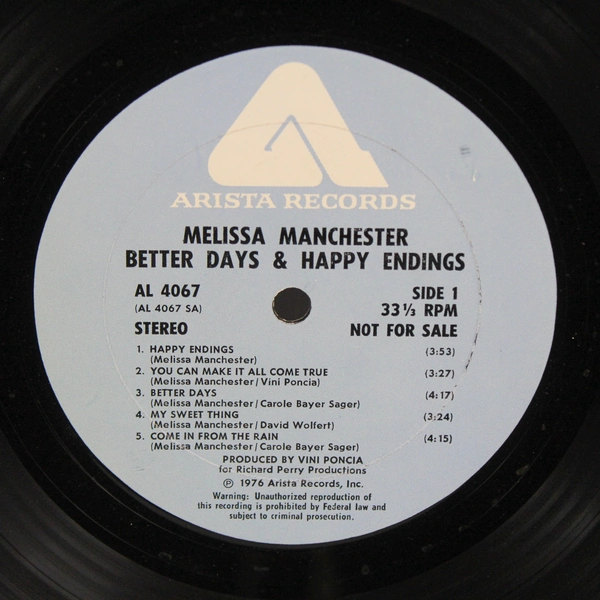 ARISTA RECORDS
MELISSA MANCHESTER
BETTER DAYS & HAPPY ENDINGS
AL 4067 SIDE 1
(AL 4067 SA) 33⅓ RPM
STEREO NOT FOR SALE
1. HAPPY ENDINGS (3:53)
(Melissa Manchester)
2. YOU CAN MAKE IT ALL COME TRUE (3:27)
(Melissa Manchester/Vini Poncia)
3. BETTER DAYS (4:17)
(Melissa Manchester/Carole Bayer Sager)
4. MY SWEET THING (3:24)
(Melissa Manchester/David Wolfert)
5. COME IN FROM THE RAIN (4:15)
(Melissa Manchester/Carole Bayer Sager)
PRODUCED BY VINI PONCIA
for Richard Perry Productions
℗ 1976 Arista Records, Inc.
Warning: Unauthorized reproduction of
this recording is prohibited by Federal law and
subject to criminal prosecution.